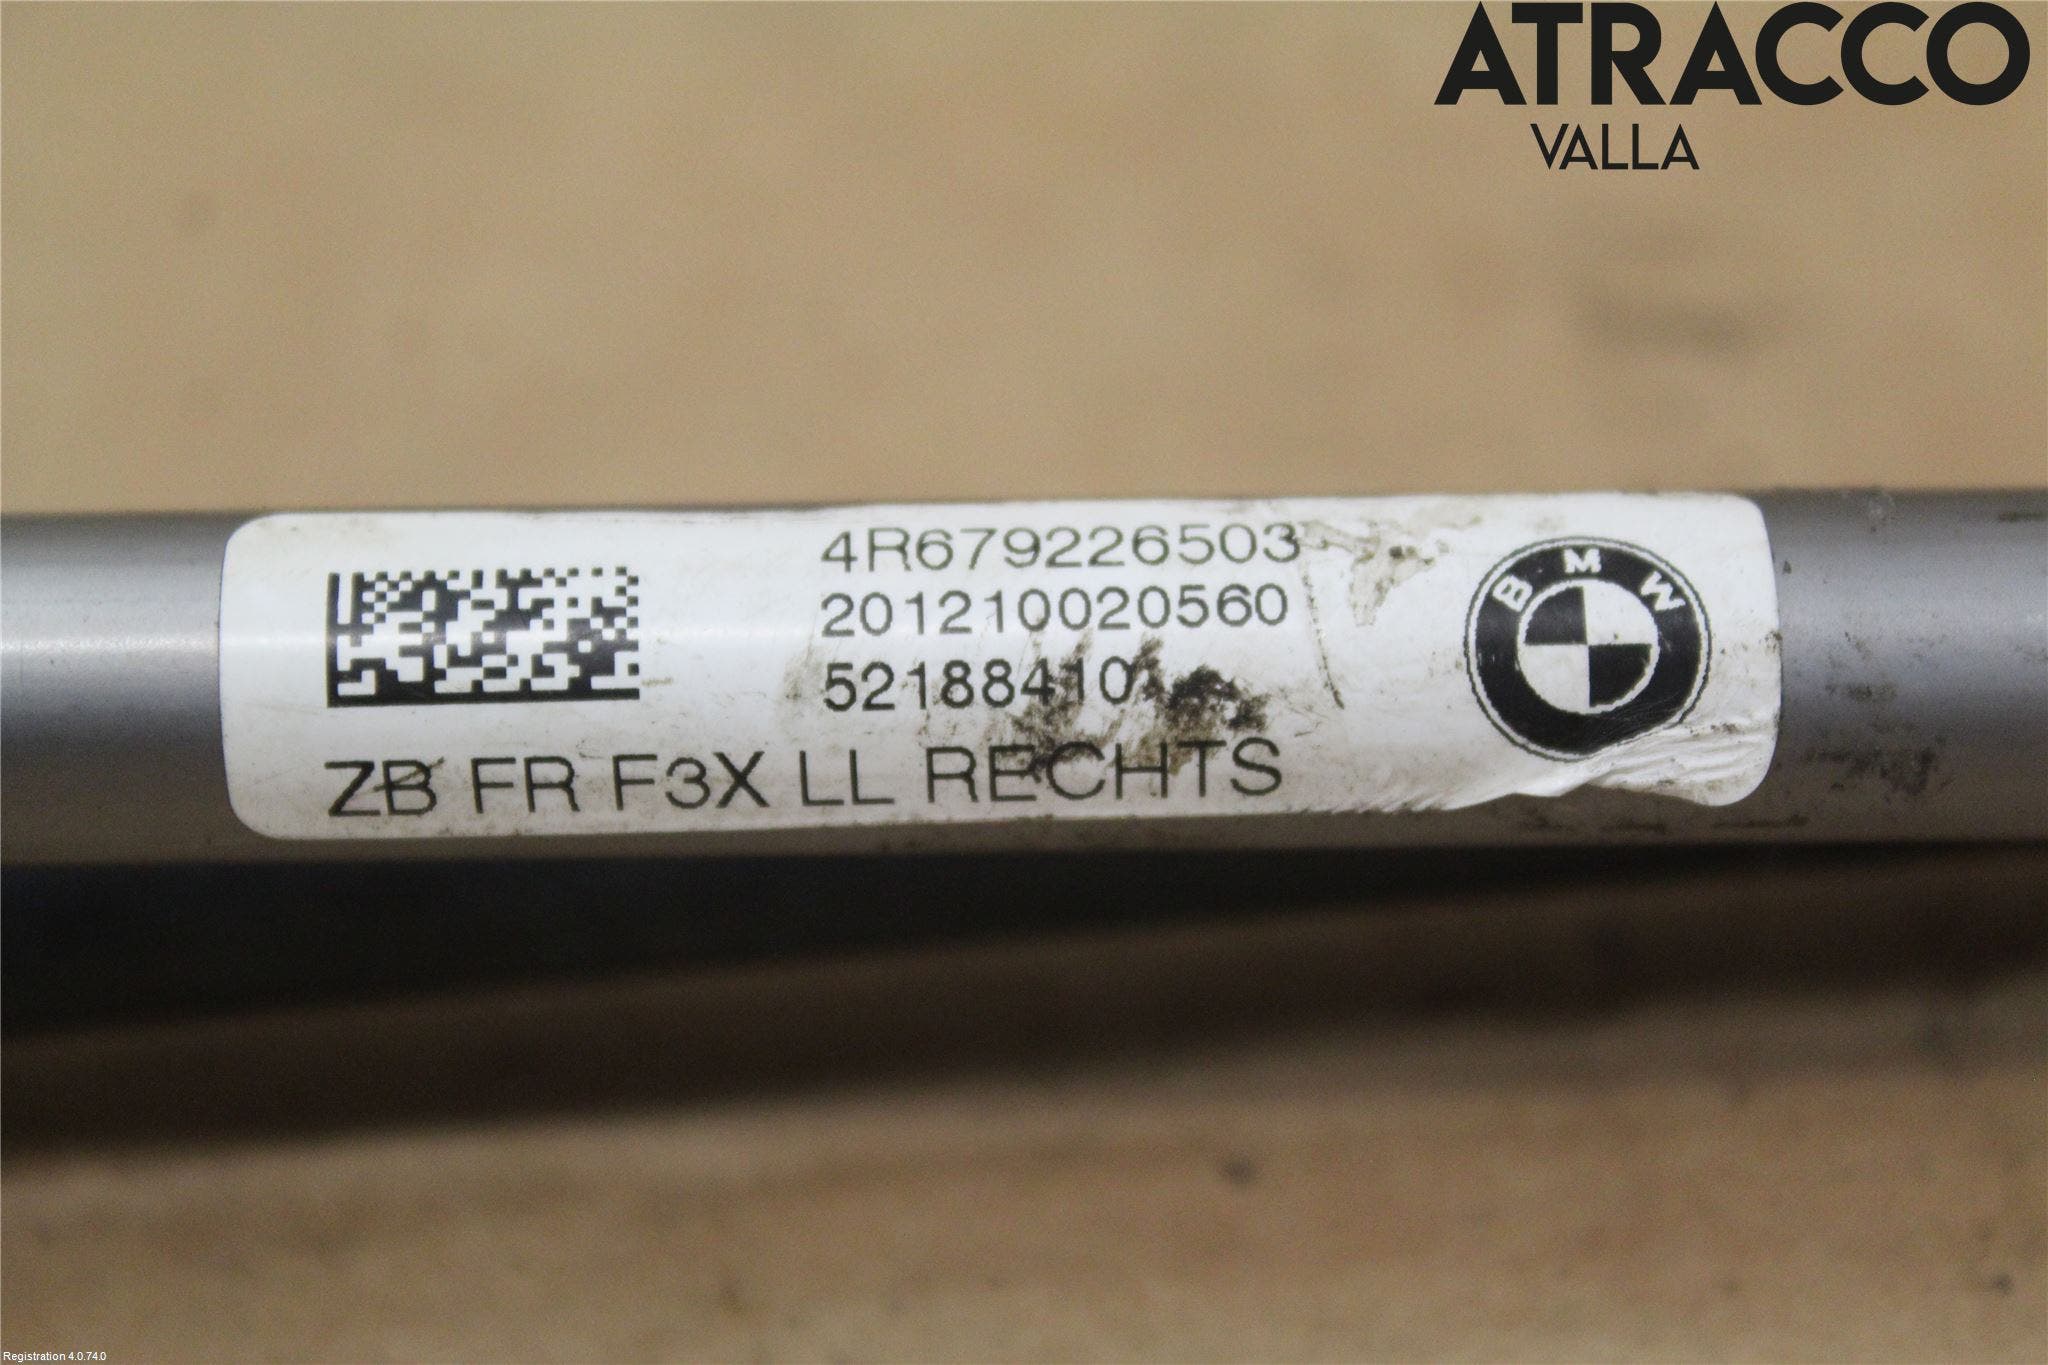 ATRACCO
VALLA
4R679226503
201210020560
52188410
ZB FR F3X LL RECHTS
BMW
Registration 4.0.74.0